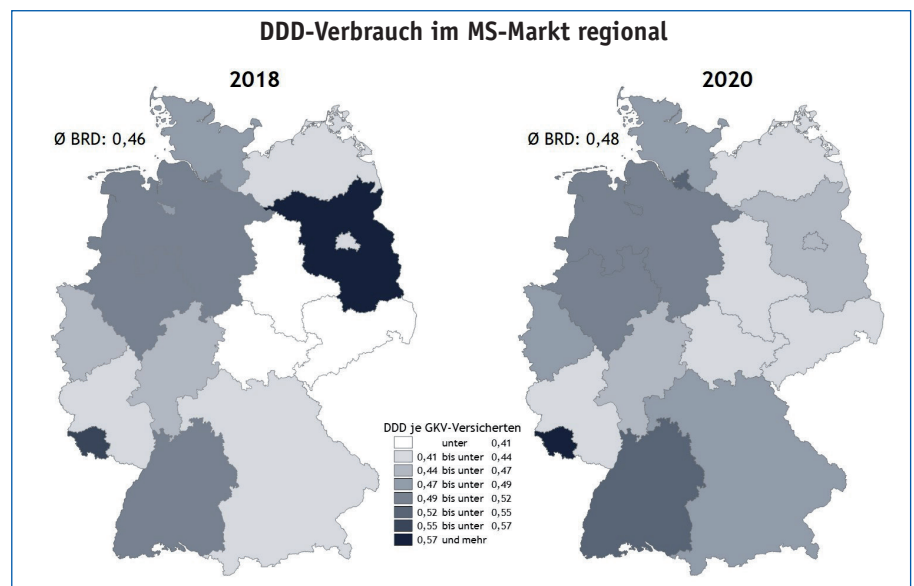 DDD-Verbrauch im MS-Markt regional
2018
2020
Ø BRD: 0,46
Ø BRD: 0,48
DDD je GKV-Versicherten
unter 0,41
0,41 bis unter 0,44
0,44 bis unter 0,47
0,47 bis unter 0,49
0,49 bis unter 0,52
0,52 bis unter 0,55
0,55 bis unter 0,57
0,57 und mehr